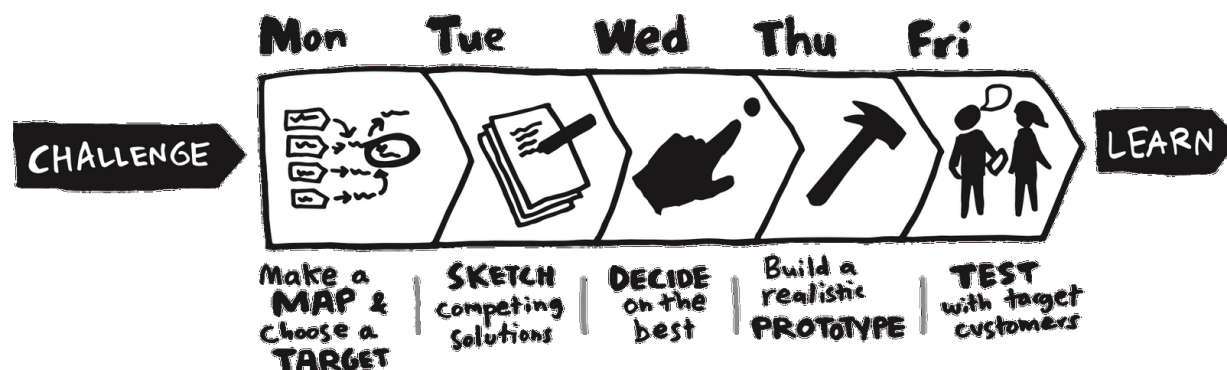 Mon Tue Wed Thu Fri
CHALLENGE
LEARN
Make a
MAP &
choose a
TARGET
SKETCH
competing
solutions
DECIDE
on the
best
Build a
realistic
PROTOTYPE
TEST
with target
customers